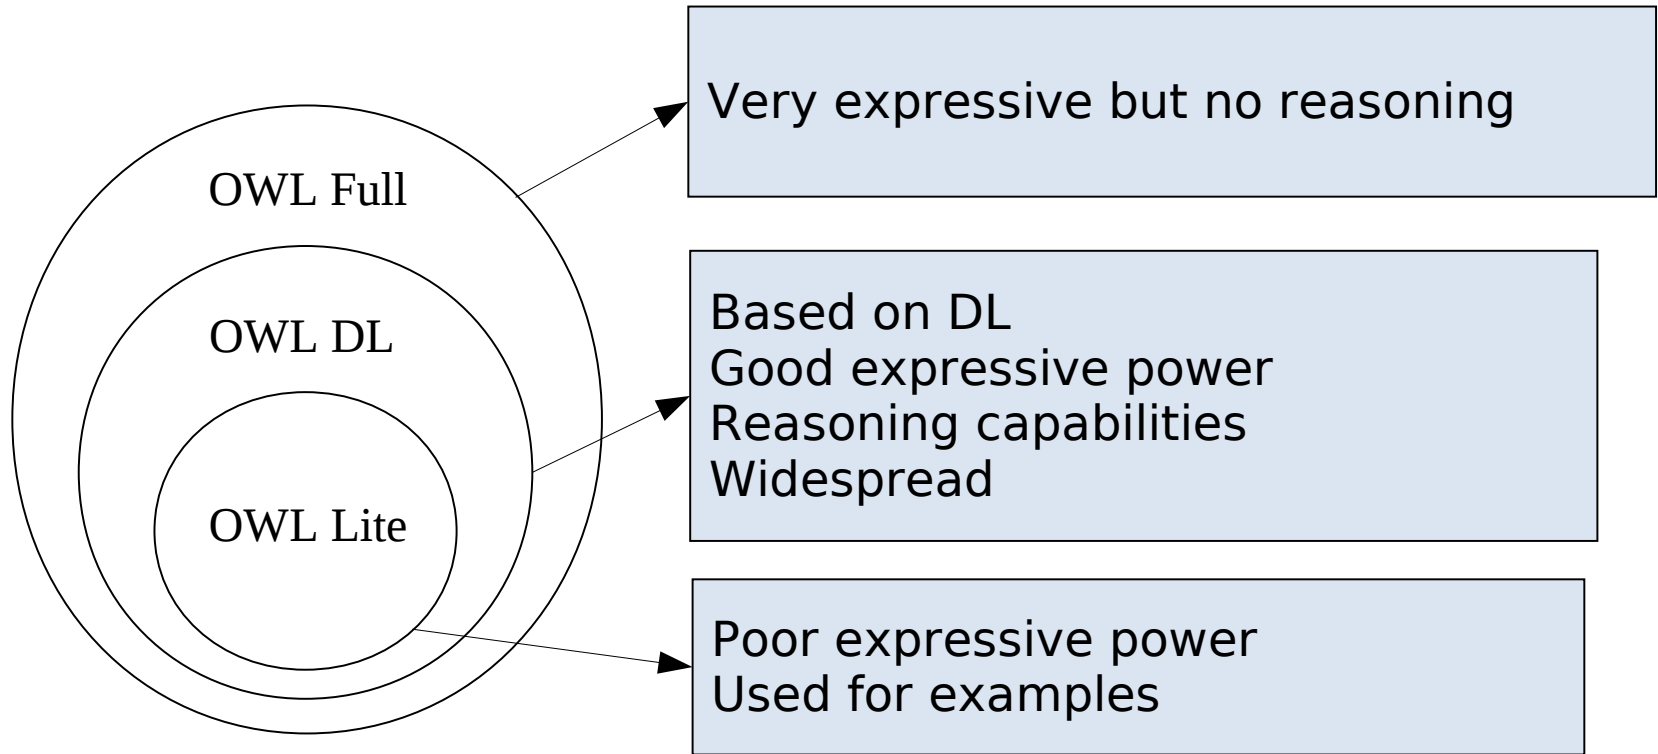 Very expressive but no reasoning
OWL Full
Based on DL
Good expressive power
Reasoning capabilities
Widespread
OWL DL
OWL Lite
Poor expressive power
Used for examples